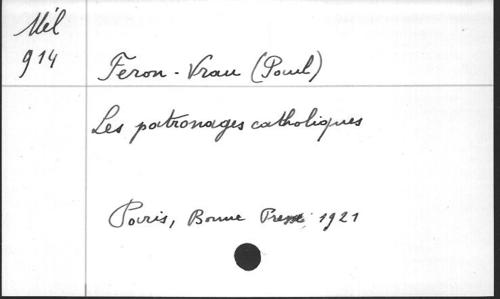 Mél
914
Feron-Vrau (Paul)
Les patronages catholiques
Paris, Bonne Presse, 1921